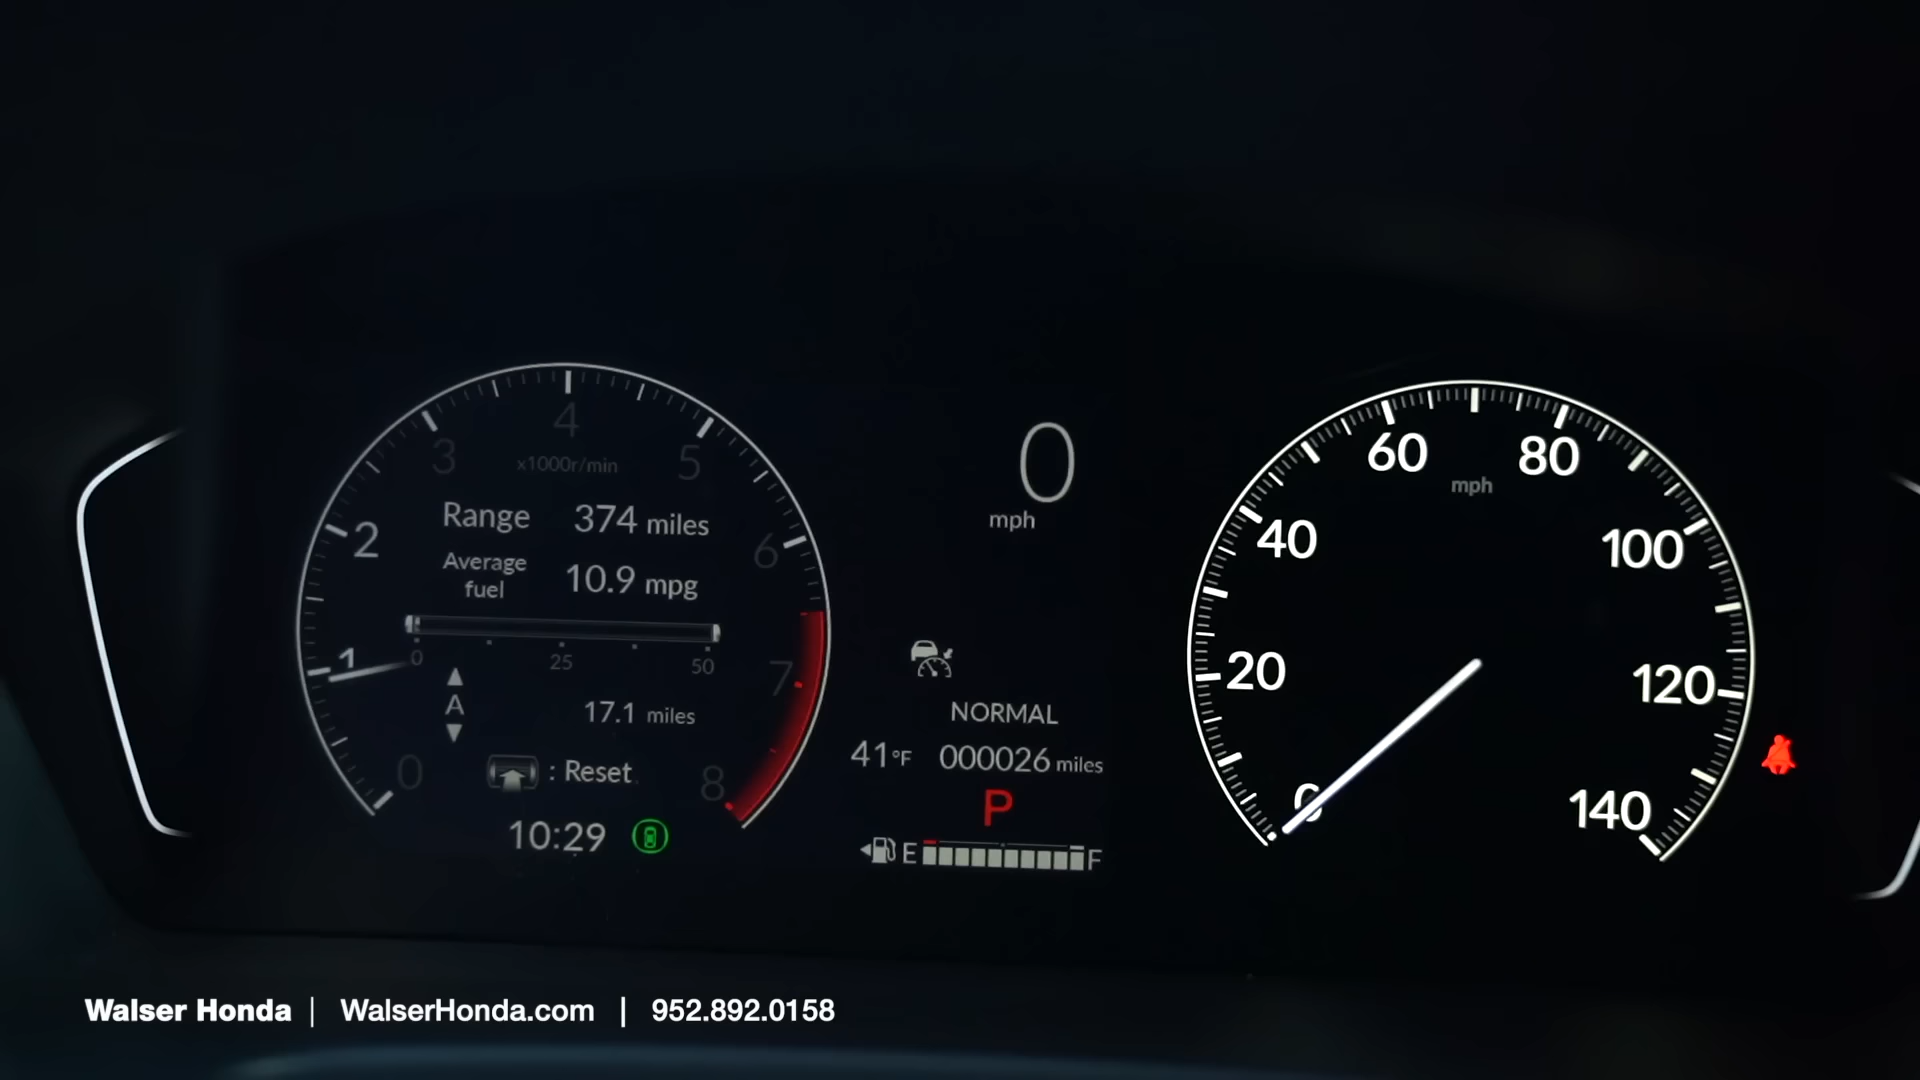 0 1 2 3 4 5 6 7 8
x1000r/min
Range 374 miles
Average
fuel
10.9 mpg
0 25 50
A
17.1 miles
: Reset
10:29
0
mph
NORMAL
41°F 000026 miles
P
E F
0 20 40 60 80 100 120 140
mph
Walser Honda | WalserHonda.com | 952.892.0158